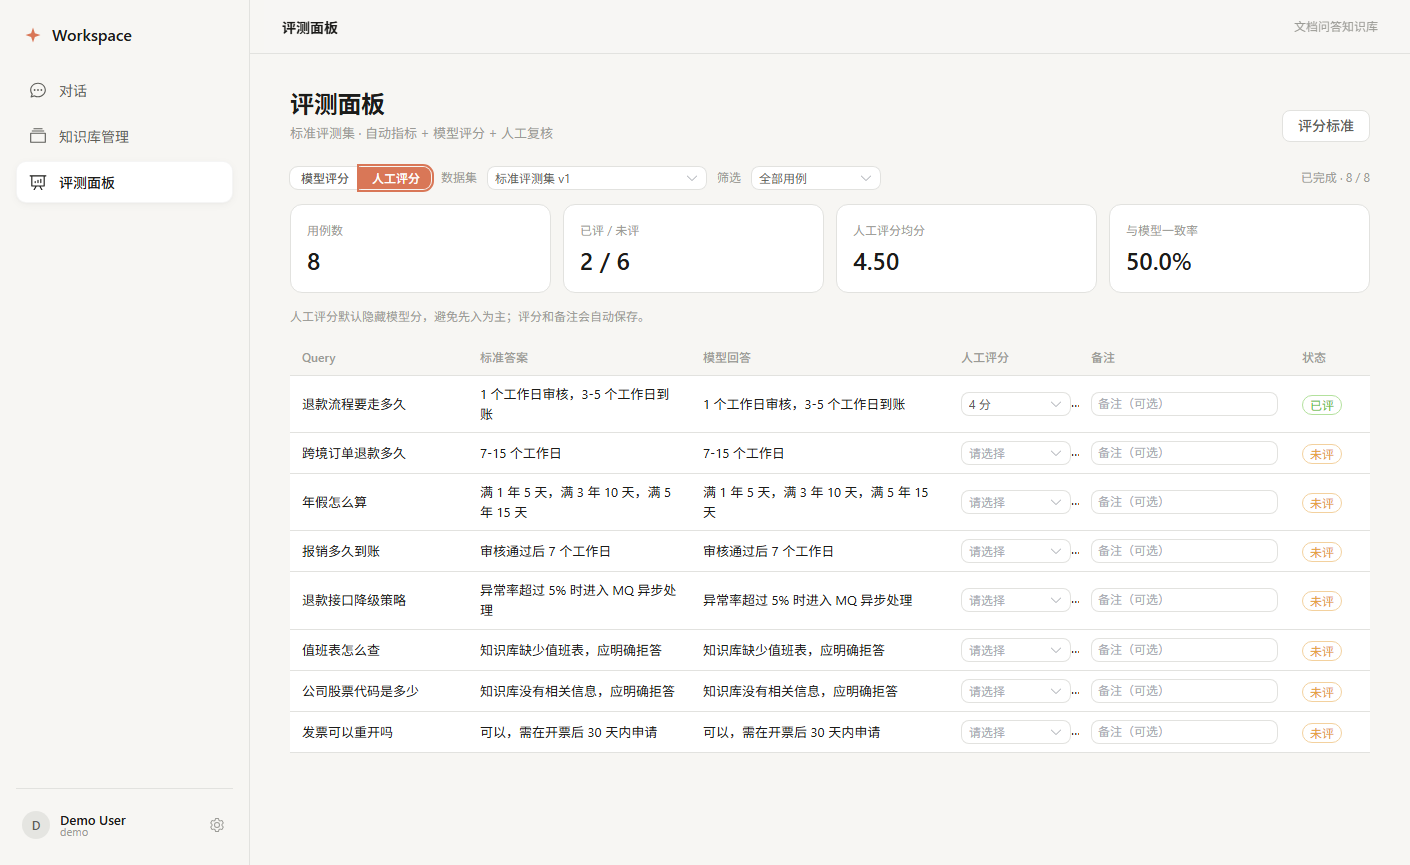 Workspace
对话
知识库管理
评测面板
D
Demo User
demo
评测面板
文档问答知识库
评测面板
标准评测集 · 自动指标 + 模型评分 + 人工复核
评分标准
模型评分 人工评分 数据集 标准评测集 v1 筛选 全部用例 已完成 · 8 / 8
用例数
8
已评 / 未评
2 / 6
人工评分均分
4.50
与模型一致率
50.0%
人工评分默认隐藏模型分，避免先入为主；评分和备注会自动保存。
Query 标准答案 模型回答 人工评分 备注 状态
退款流程要走多久 1 个工作日审核，3-5 个工作日到账 1 个工作日审核，3-5 个工作日到账 4 分 ... 备注（可选） 已评
跨境订单退款多久 7-15 个工作日 7-15 个工作日 请选择 ... 备注（可选） 未评
年假怎么算 满 1 年 5 天，满 3 年 10 天，满 5 年 15 天 满 1 年 5 天，满 3 年 10 天，满 5 年 15 天 请选择 ... 备注（可选） 未评
报销多久到账 审核通过后 7 个工作日 审核通过后 7 个工作日 请选择 ... 备注（可选） 未评
退款接口降级策略 异常率超过 5% 时进入 MQ 异步处理 异常率超过 5% 时进入 MQ 异步处理 请选择 ... 备注（可选） 未评
值班表怎么查 知识库缺少值班表，应明确拒答 知识库缺少值班表，应明确拒答 请选择 ... 备注（可选） 未评
公司股票代码是多少 知识库没有相关信息，应明确拒答 知识库没有相关信息，应明确拒答 请选择 ... 备注（可选） 未评
发票可以重开吗 可以，需在开票后 30 天内申请 可以，需在开票后 30 天内申请 请选择 ... 备注（可选） 未评